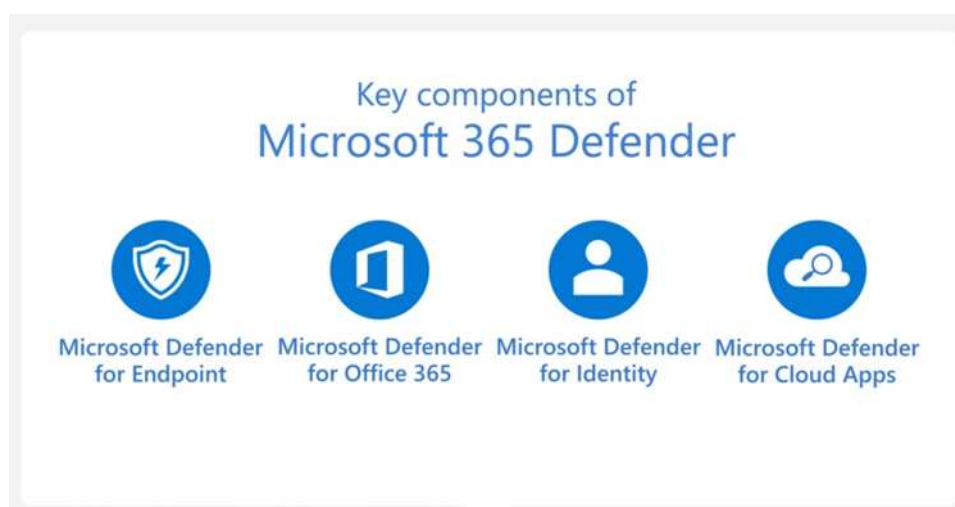 Key components of
Microsoft 365 Defender
Microsoft Defender
for Endpoint
Microsoft Defender
for Office 365
Microsoft Defender
for Identity
Microsoft Defender
for Cloud Apps